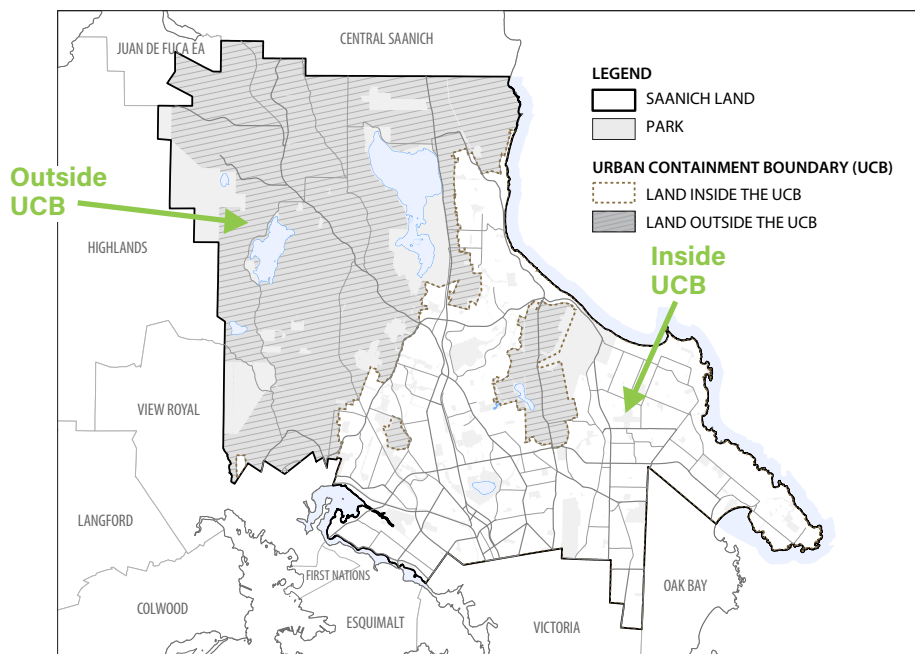 JUAN DE FUCA EA
CENTRAL SAANICH
LEGEND
SAANICH LAND
PARK
URBAN CONTAINMENT BOUNDARY (UCB)
LAND INSIDE THE UCB
LAND OUTSIDE THE UCB
Outside
UCB
HIGHLANDS
Inside
UCB
VIEW ROYAL
LANGFORD
FIRST NATIONS
COLWOOD
ESQUIMALT
VICTORIA
OAK BAY